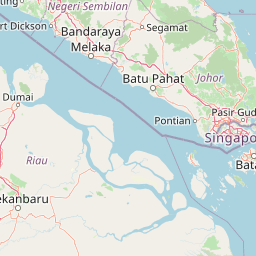 Negeri Sembilan
rt Dickson
Segamat
Bandaraya
Melaka
Batu Pahat
Johor
Dumai
Pontian
Pasir Gud
Singapo
Riau
Bata
ekanbaru